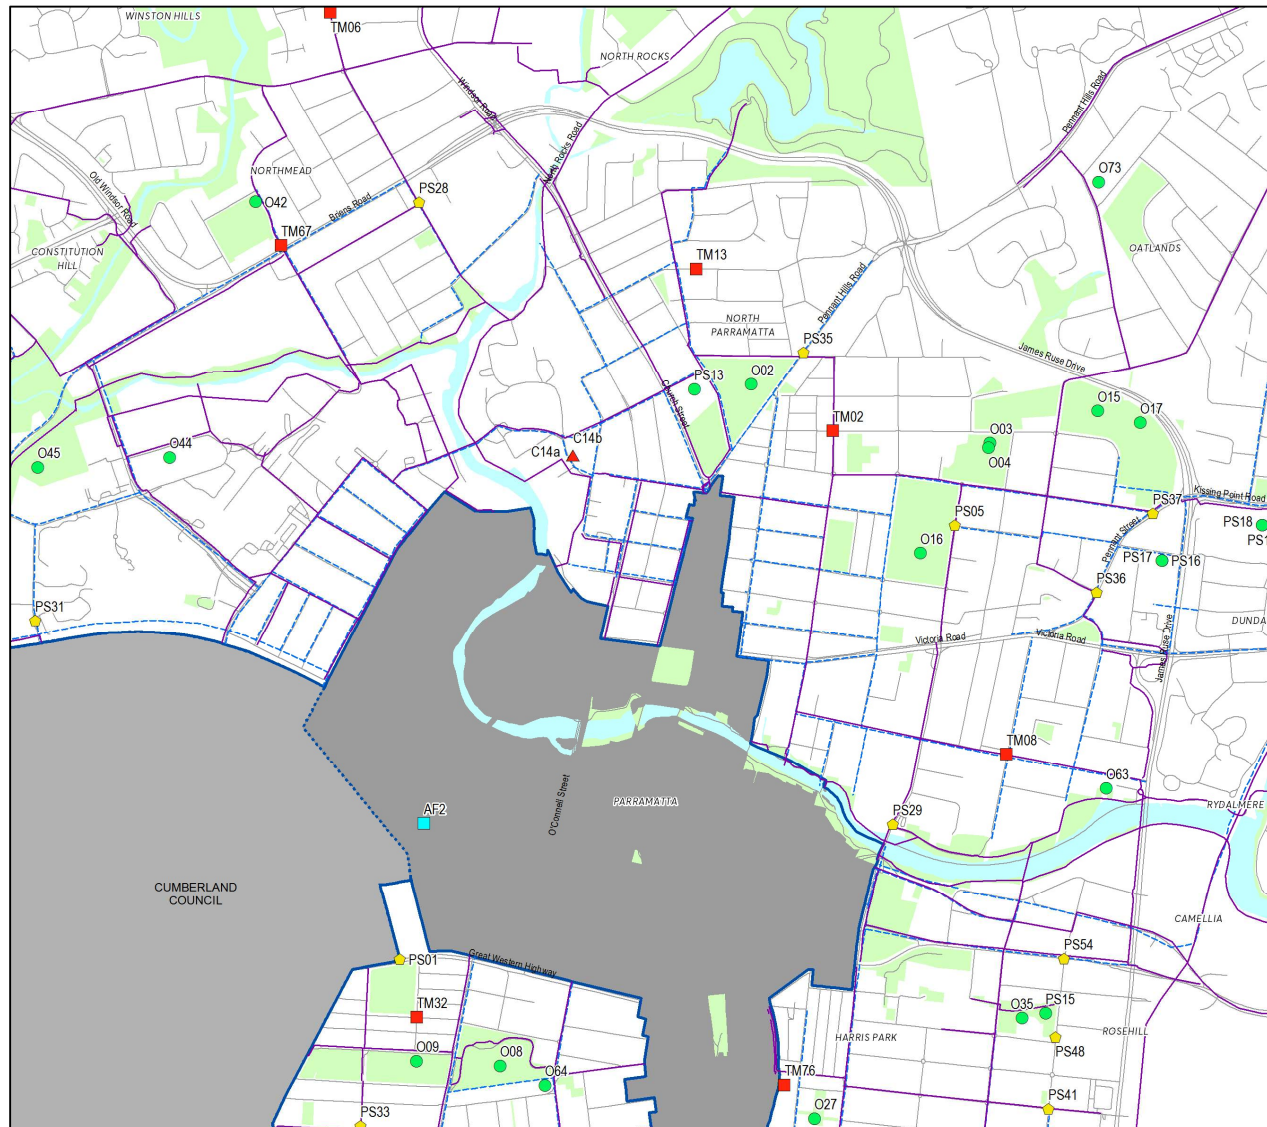 WINSTON HILLS
TM06
NORTH ROCKS
Windsor Road
Pennant Hills Road
North Rocks Road
NORTHMEAD
O73
Old Windsor Road
PS28
O42
Briens Road
TM67
CONSTITUTION
HILL
OATLANDS
TM13
Pennant Hills Road
NORTH
PARRAMATTA
PS35
James Ruse Drive
PS13
O02
Church Street
O15
O17
TM02
O03
O04
C14b
C14a
O44
O45
Kissing Point Road
PS37
PS05
Pennant Street
PS18
O16
PS17
PS16
PS36
PS31
DUNDA
Victoria Road
Victoria Road
James Ruse Drive
TM08
O63
O'Connell Street
PARRAMATTA
AF2
PS29
RYDALMERE
CUMBERLAND
COUNCIL
CAMELLIA
Great Western Highway
PS01
PS54
TM32
O35
PS15
HARRIS PARK
ROSEHILL
PS48
O09
O08
O64
TM76
O27
PS41
PS33